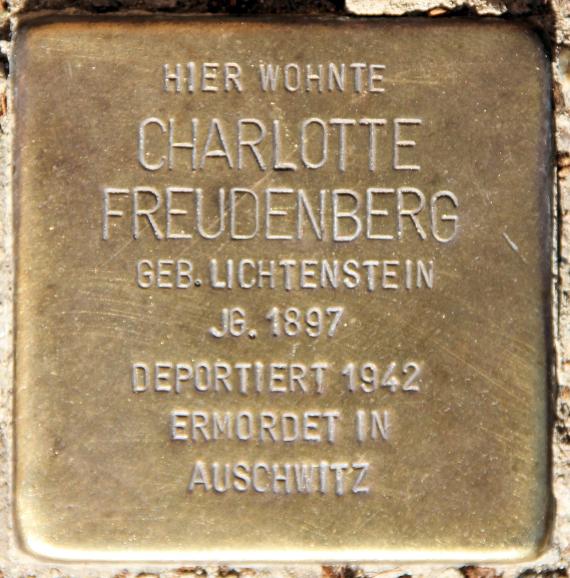 HIER WOHNTE
CHARLOTTE
FREUDENBERG
GEB. LICHTENSTEIN
JG. 1897
DEPORTIERT 1942
ERMORDET IN
AUSCHWITZ